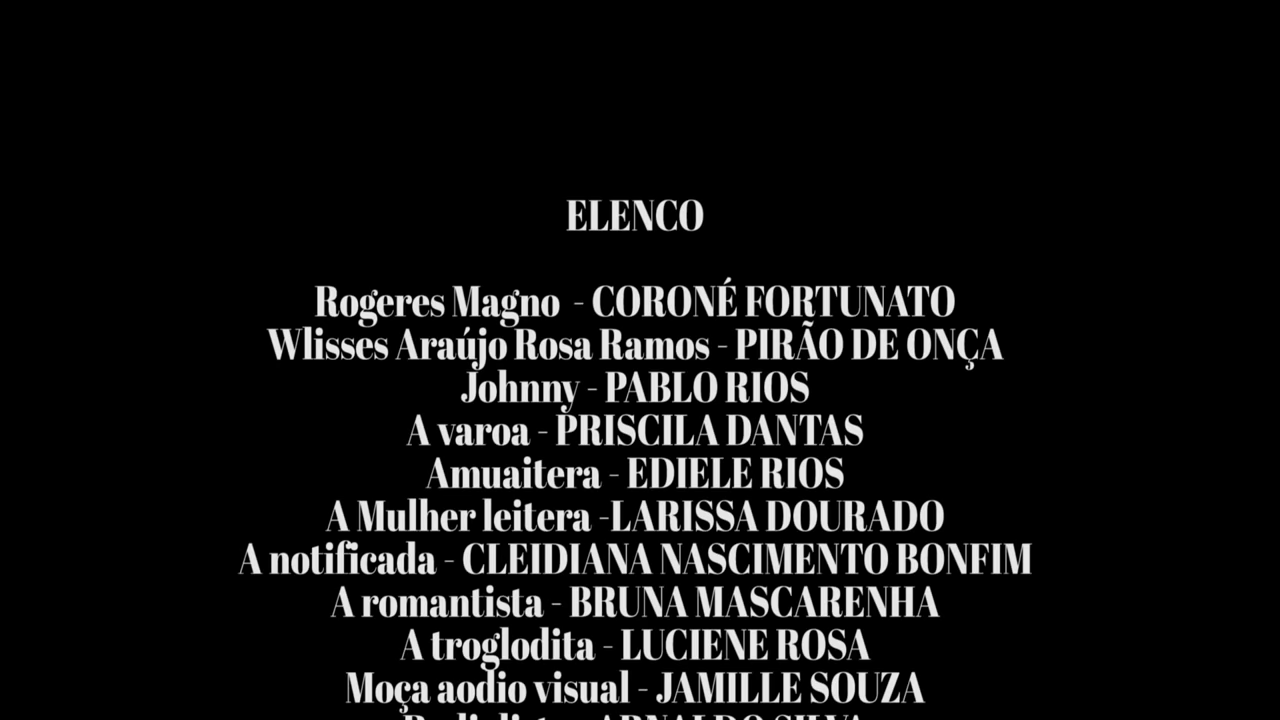 ELENCO
Rogeres Magno - CORONÉ FORTUNATO
Wlisses Araújo Rosa Ramos - PIRÃO DE ONÇA
Johnny - PABLO RIOS
A varoa - PRISCILA DANTAS
Amuaitera - EDIELE RIOS
A Mulher leitera -LARISSA DOURADO
A notificada - CLEIDIANA NASCIMENTO BONFIM
A romantista - BRUNA MASCARENHA
A troglodita - LUCIENE ROSA
Moça aodio visual - JAMILLE SOUZA
ARNALDO SILVA